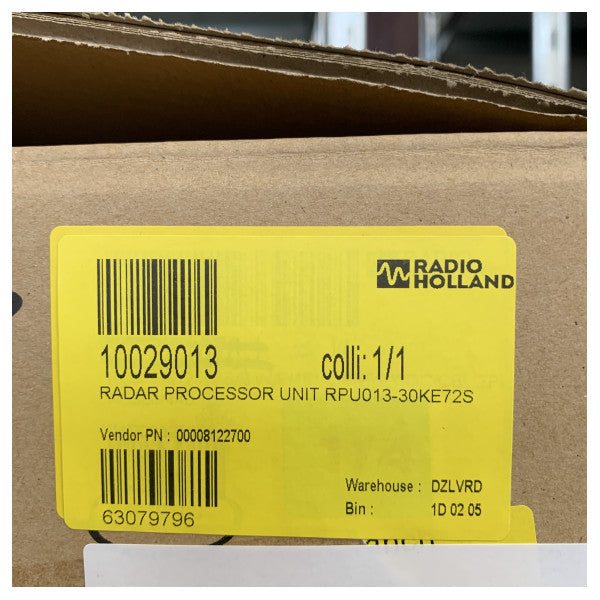 RADIO
HOLLAND
10029013 colli: 1/1
RADAR PROCESSOR UNIT RPU013-30KE72S
Vendor PN : 00008122700
63079796
Warehouse : DZLVRD
Bin : 1D 02 05